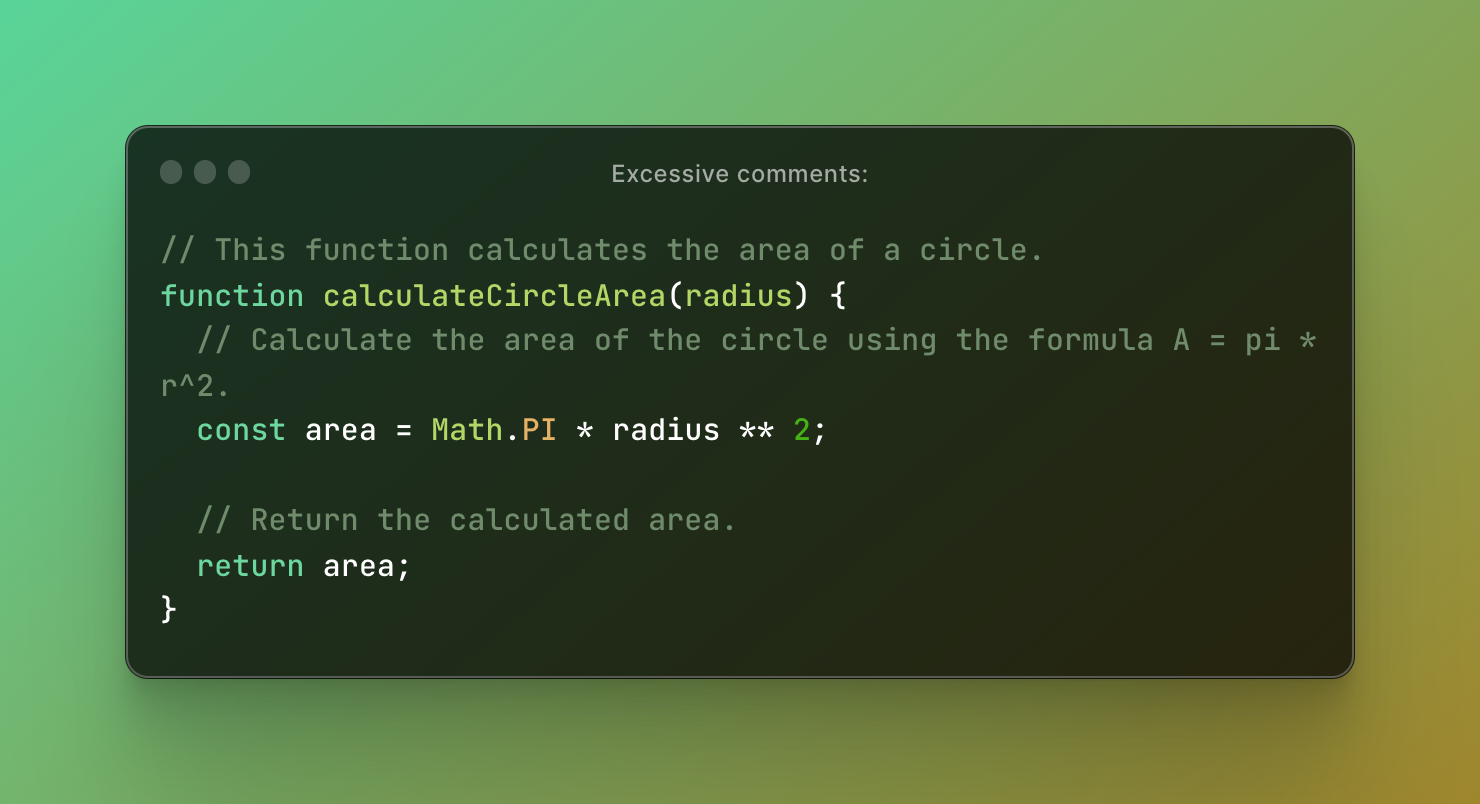 Excessive comments:
// This function calculates the area of a circle.
function calculateCircleArea(radius) {
  // Calculate the area of the circle using the formula A = pi *
r^2.
  const area = Math.PI * radius ** 2;

  // Return the calculated area.
  return area;
}